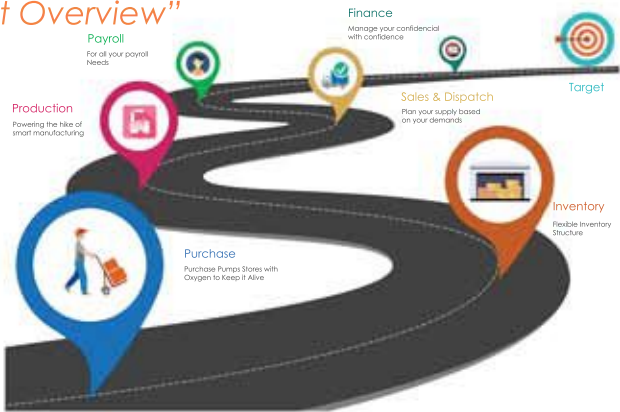 t Overview”
Finance
Manage your confidencial
with confidence
Payroll
For all your payroll
Needs
Target
Sales & Dispatch
Plan your supply based
on your demands
Production
Powering the hike of
smart manufacturing
Inventory
Flexible Inventory
Structure
Purchase
Purchase Pumps Stores with
Oxygen to Keep it Alive